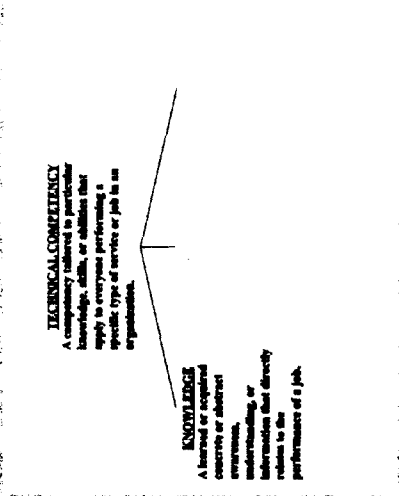 TECHNICAL COMPETENCY
A competency tailored to particular
knowledge, skills, or abilities that
apply to everyone performing a
specific type of service or job in an
organization.
KNOWLEDGE
A learned or acquired
concrete or abstract
awareness,
understanding, or
information that directly
relates to the
performance of a job.